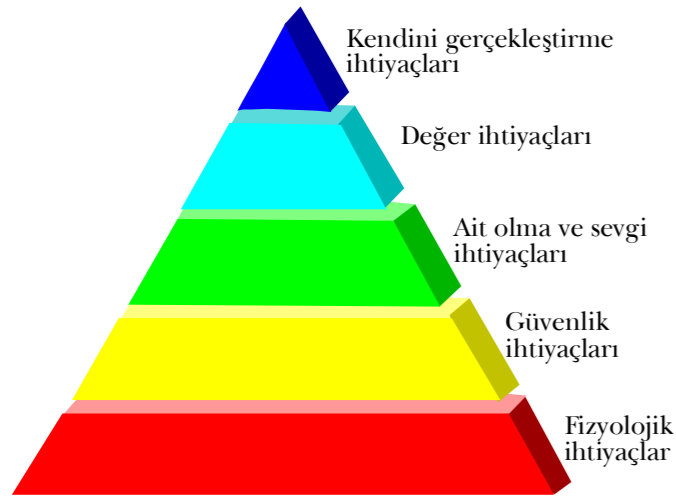 Kendini gerçekleştirme
ihtiyaçları
Değer ihtiyaçları
Ait olma ve sevgi
ihtiyaçları
Güvenlik
ihtiyaçları
Fizyolojik
ihtiyaçlar